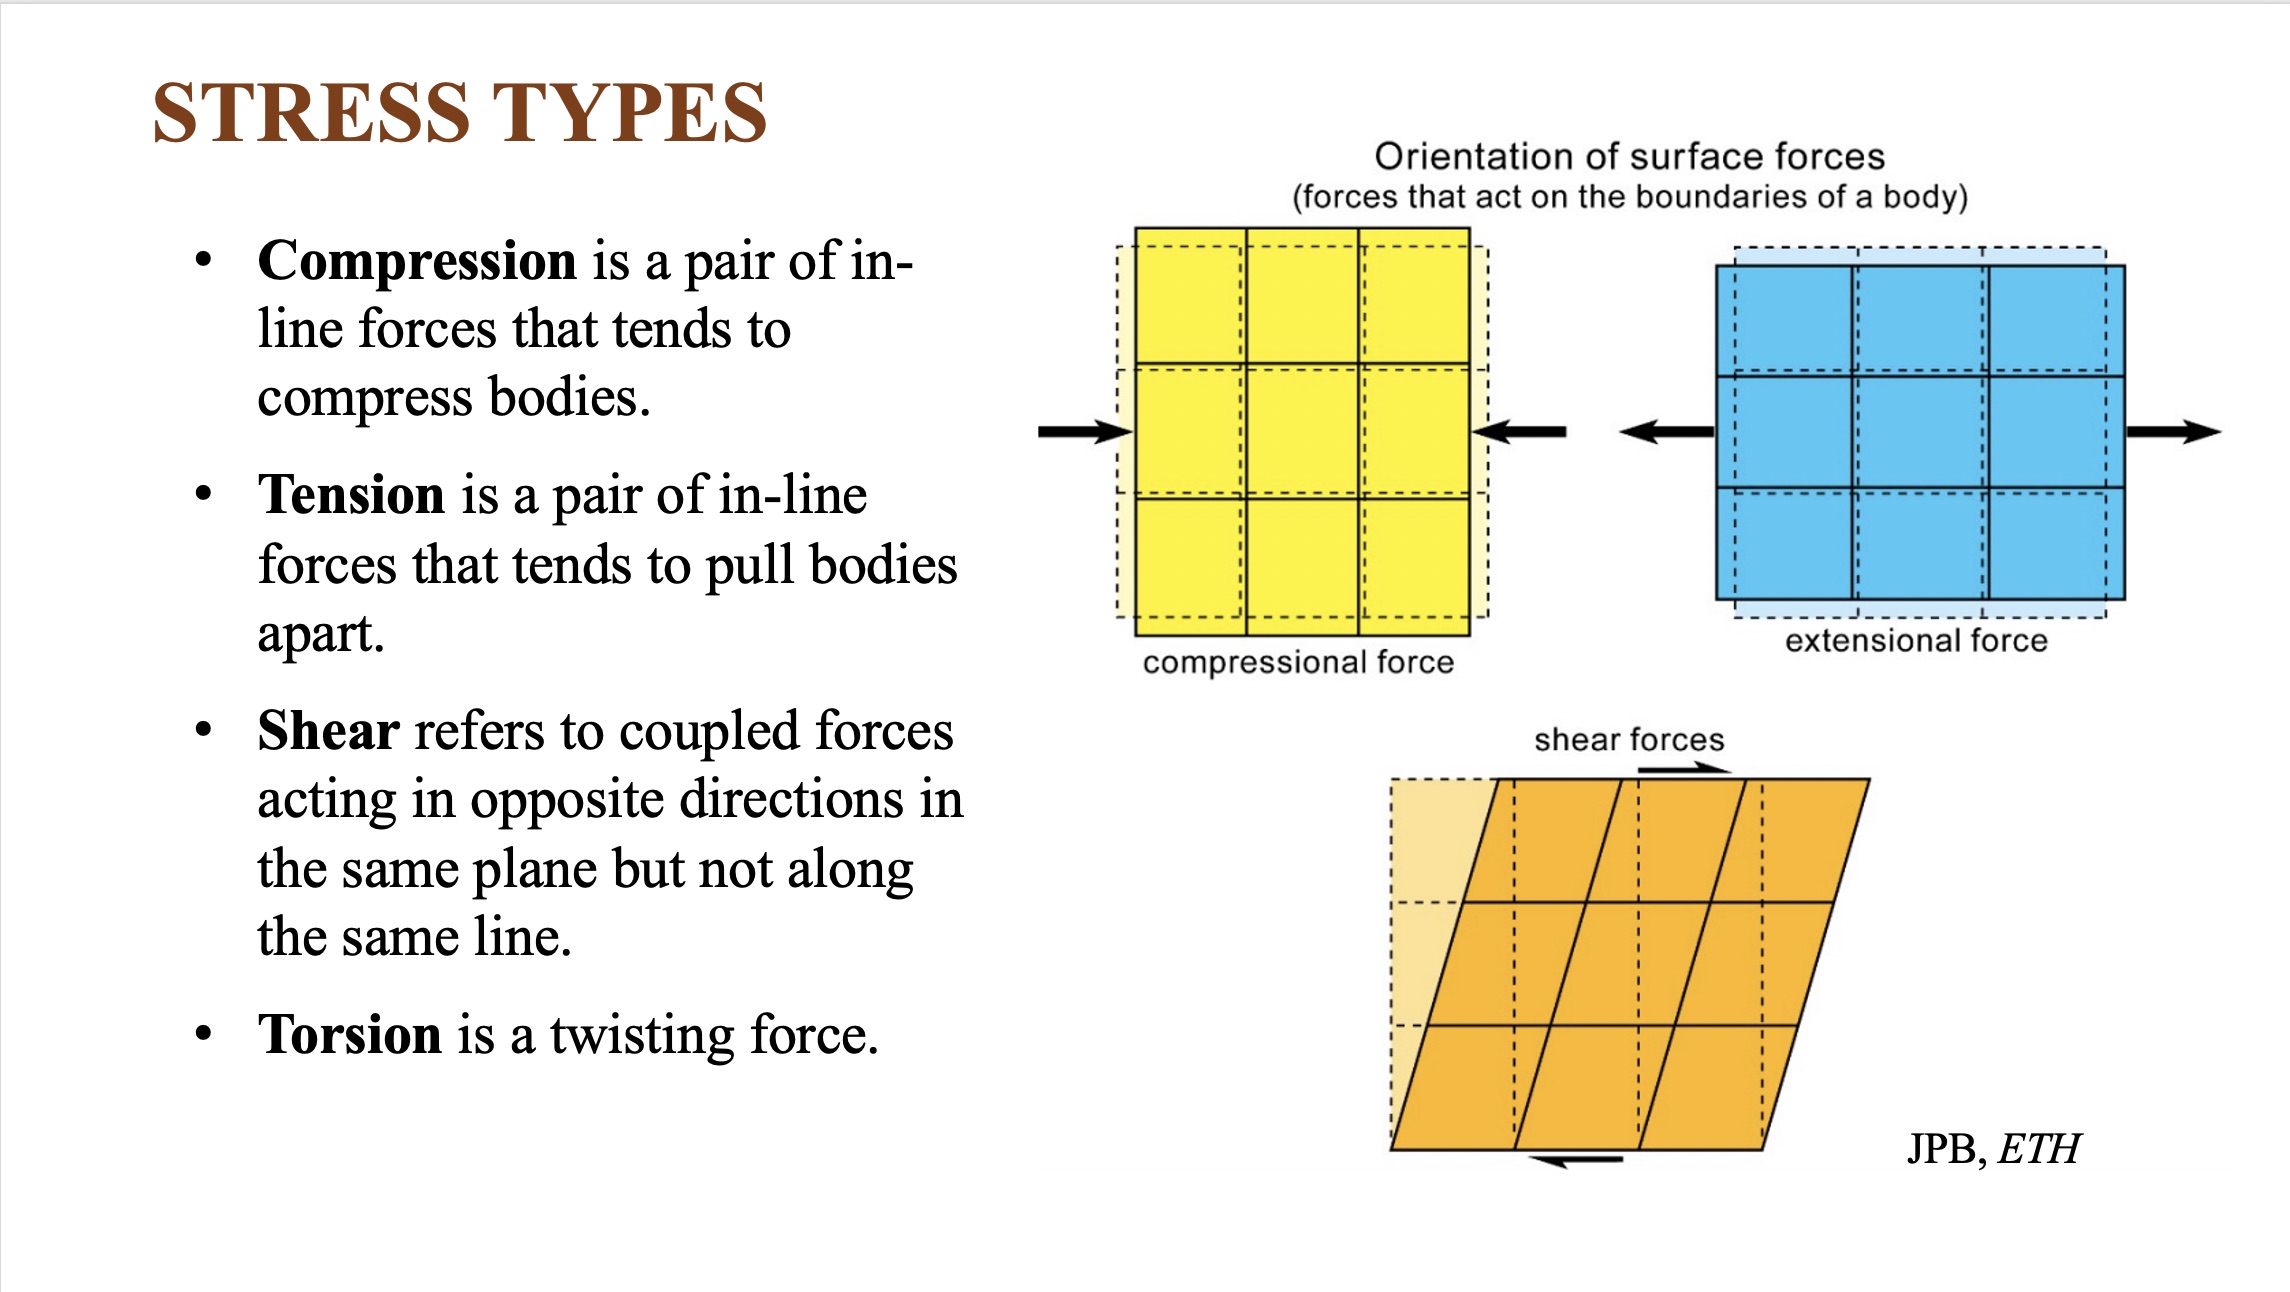 STRESS TYPES
• Compression is a pair of in-
line forces that tends to
compress bodies.
• Tension is a pair of in-line
forces that tends to pull bodies
apart.
• Shear refers to coupled forces
acting in opposite directions in
the same plane but not along
the same line.
• Torsion is a twisting force.
Orientation of surface forces
(forces that act on the boundaries of a body)
compressional force
extensional force
shear forces
JPB, ETH